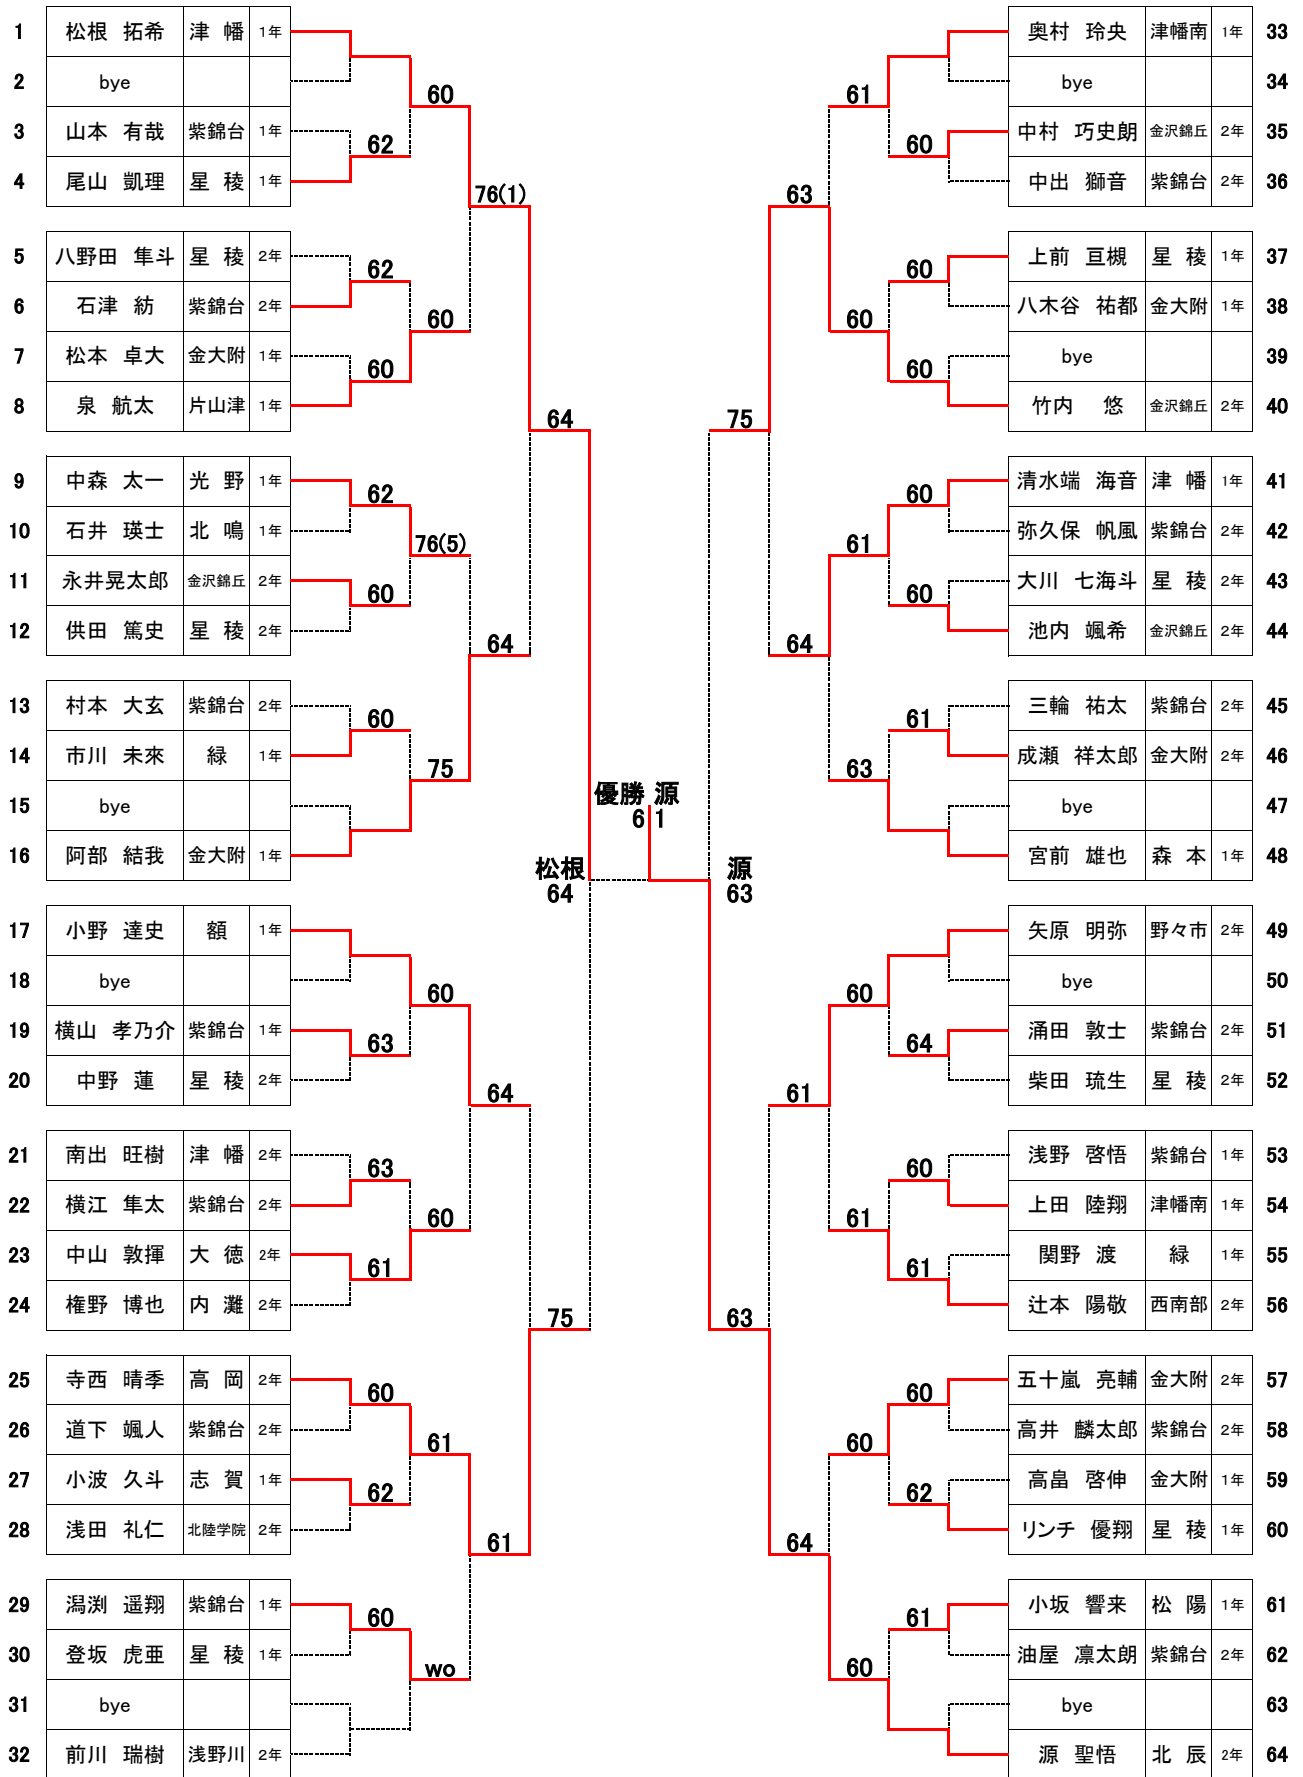 1 松根 拓希 津 幡 1年
2 bye
60
3 山本 有哉 紫錦台 1年
62
4 尾山 凱理 星 稜 1年
76(1)
5 八野田 隼斗 星 稜 2年
62
6 石津 紡 紫錦台 2年
60
7 松本 卓大 金大附 1年
60
8 泉 航太 片山津 1年
64
9 中森 太一 光 野 1年
62
10 石井 瑛士 北 鳴 1年
76(5)
11 永井晃太郎 金沢錦丘 2年
60
12 供田 篤史 星 稜 2年
64
13 村本 大玄 紫錦台 2年
60
14 市川 未來 緑 1年
75
15 bye
16 阿部 結我 金大附 1年
松根
64
17 小野 達史 額 1年
18 bye
60
19 横山 孝乃介 紫錦台 1年
63
20 中野 蓮 星 稜 2年
64
21 南出 旺樹 津 幡 2年
63
22 横江 隼太 紫錦台 2年
60
23 中山 敦揮 大 徳 2年
61
24 権野 博也 内 灘 2年
75
25 寺西 晴季 高 岡 2年
60
26 道下 颯人 紫錦台 2年
61
27 小波 久斗 志 賀 1年
62
28 浅田 礼仁 北陸学院 2年
61
29 潟渕 遥翔 紫錦台 1年
60
30 登坂 虎亜 星 稜 1年
wo
31 bye
32 前川 瑞樹 浅野川 2年
優勝 源
6 1
奥村 玲央 津幡南 1年 33
bye 34
61
中村 巧史朗 金沢錦丘 2年 35
60
中出 獅音 紫錦台 2年 36
63
上前 亘槻 星 稜 1年 37
60
八木谷 祐都 金大附 1年 38
60
bye 39
60
竹内 悠 金沢錦丘 2年 40
75
清水端 海音 津 幡 1年 41
60
弥久保 帆風 紫錦台 2年 42
61
大川 七海斗 星 稜 2年 43
60
池内 颯希 金沢錦丘 2年 44
64
三輪 祐太 紫錦台 2年 45
61
成瀬 祥太郎 金大附 2年 46
63
bye 47
宮前 雄也 森 本 1年 48
源
63
矢原 明弥 野々市 2年 49
bye 50
60
涌田 敦士 紫錦台 2年 51
64
柴田 琉生 星 稜 2年 52
61
浅野 啓悟 紫錦台 1年 53
60
上田 陸翔 津幡南 1年 54
61
関野 渡 緑 1年 55
61
辻本 陽敬 西南部 2年 56
63
五十嵐 亮輔 金大附 2年 57
60
高井 麟太郎 紫錦台 2年 58
60
高畠 啓伸 金大附 1年 59
62
リンチ 優翔 星 稜 1年 60
64
小坂 響来 松 陽 1年 61
61
油屋 凛太朗 紫錦台 2年 62
60
bye 63
源 聖悟 北 辰 2年 64